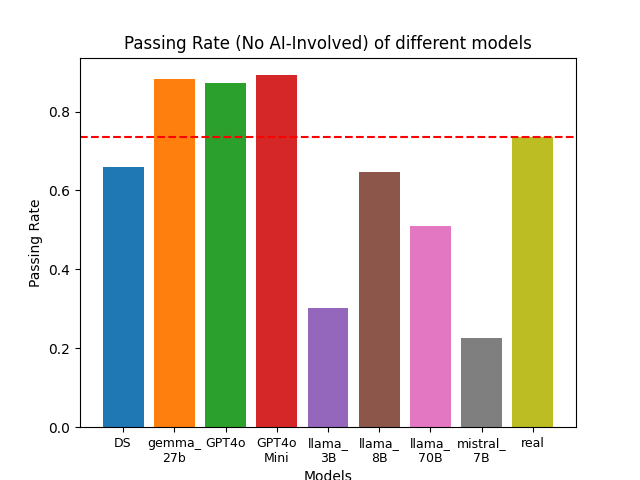 Passing Rate (No AI-Involved) of different models
Passing Rate
0.8
0.6
0.4
0.2
0.0
DS
gemma_
27b
GPT4o
GPT4o
Mini
llama_
3B
llama_
8B
llama_
70B
mistral_
7B
real
Models